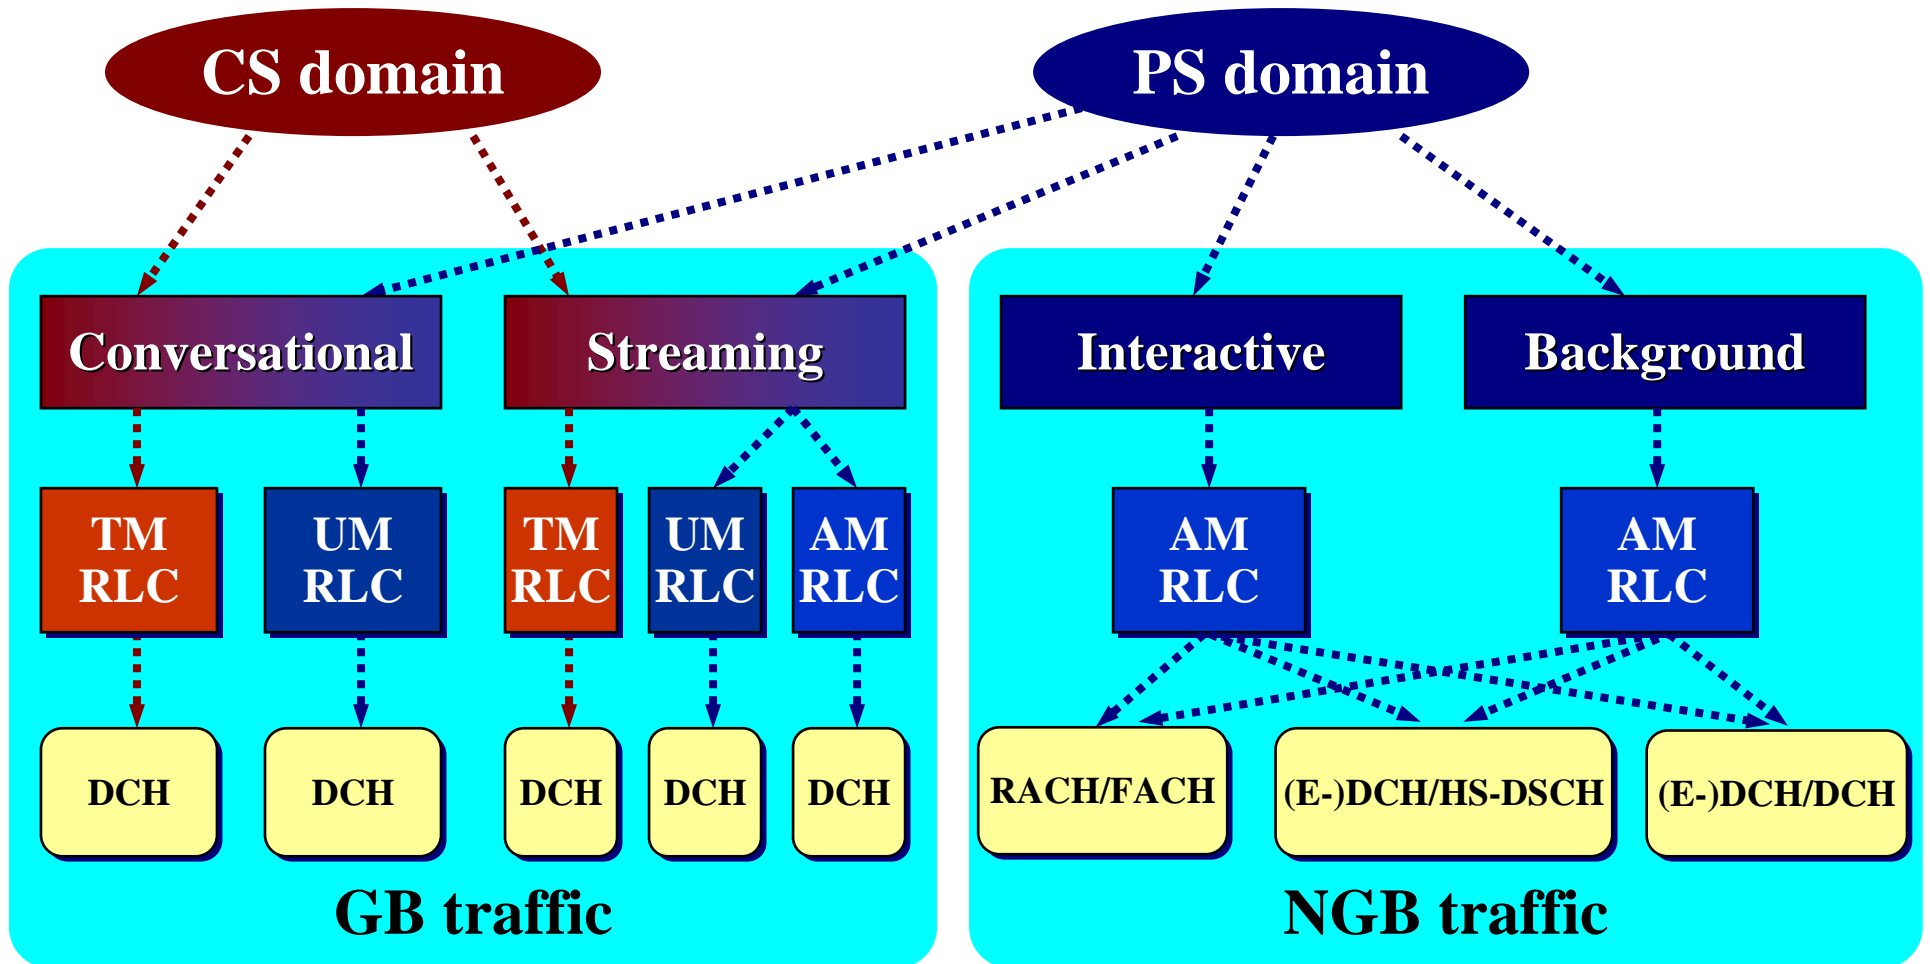 CS domain
PS domain
Conversational
Streaming
Interactive
Background
TM
RLC
UM
RLC
TM
RLC
UM
RLC
AM
RLC
AM
RLC
AM
RLC
DCH
DCH
DCH
DCH
DCH
RACH/FACH
(E-)DCH/HS-DSCH
(E-)DCH/DCH
GB traffic
NGB traffic